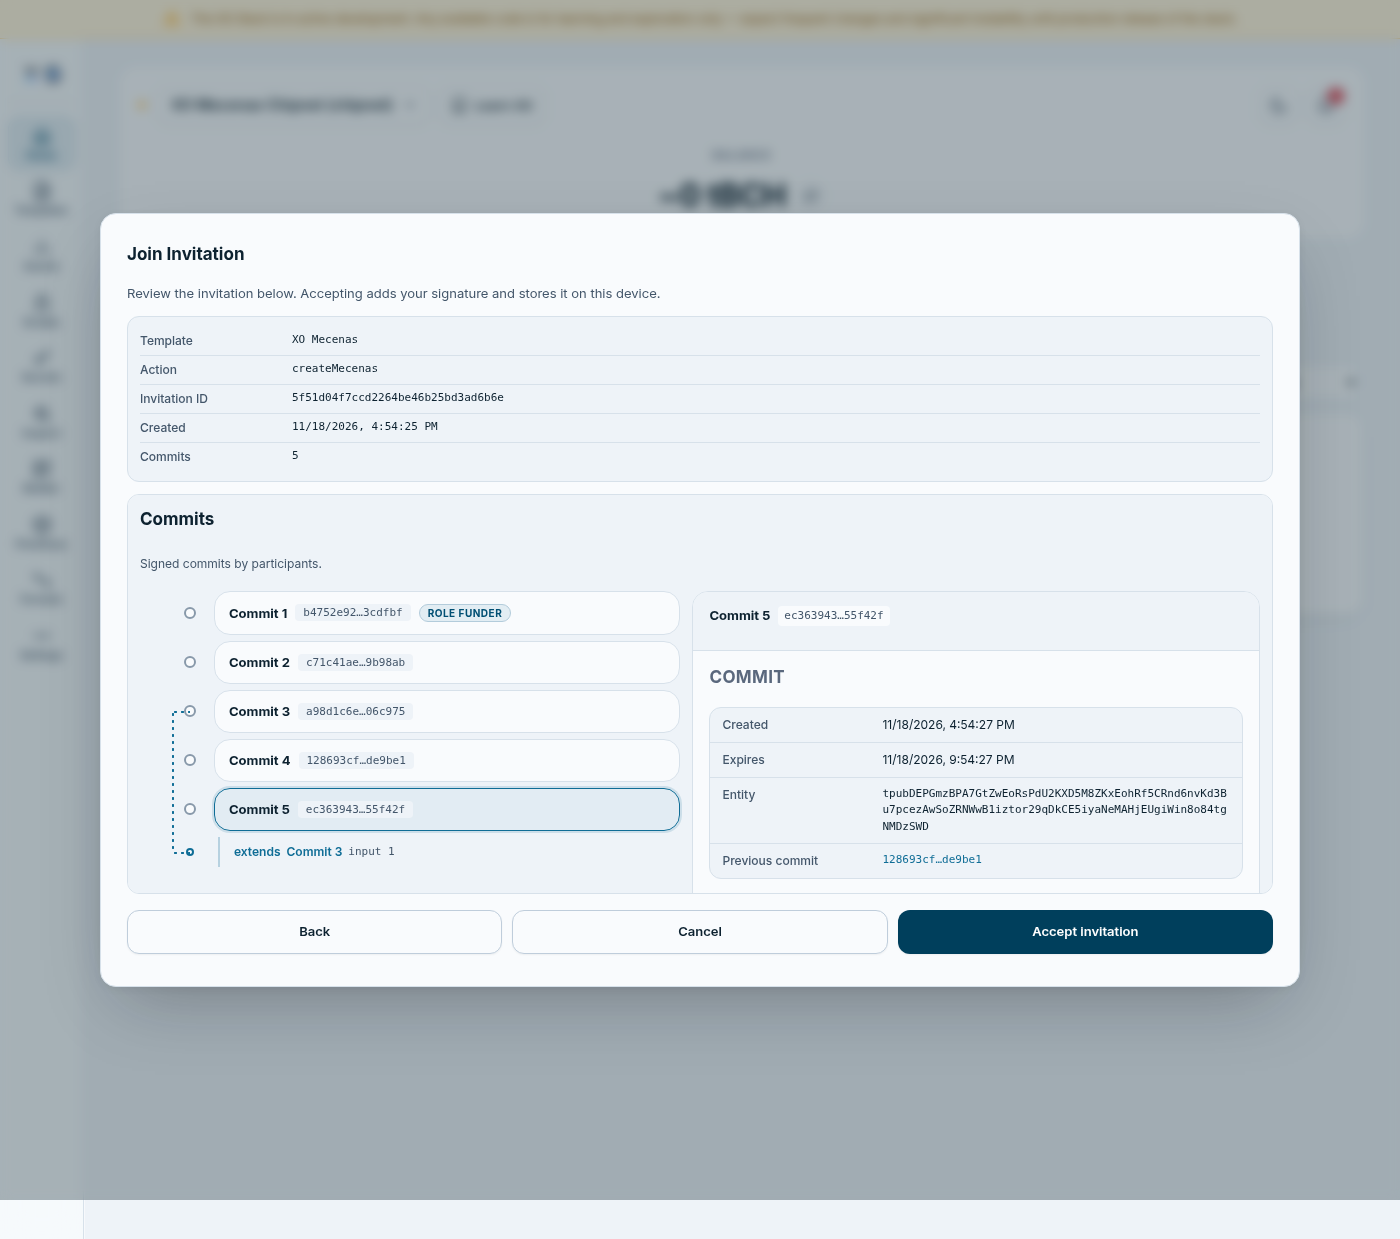 ~0 tBCH
Join Invitation
Review the invitation below. Accepting adds your signature and stores it on this device.
Template XO Mecenas
Action createMecenas
Invitation ID 5f51d04f7ccd2264be46b25bd3ad6b6e
Created 11/18/2026, 4:54:25 PM
Commits 5
Commits
Signed commits by participants.
Commit 1 b4752e92…3cdfbf ROLE FUNDER
Commit 2 c71c41ae…9b98ab
Commit 3 a98d1c6e…06c975
Commit 4 128693cf…de9be1
Commit 5 ec363943…55f42f
extends Commit 3 input 1
Commit 5 ec363943…55f42f
COMMIT
Created 11/18/2026, 4:54:27 PM
Expires 11/18/2026, 9:54:27 PM
Entity tpubDEPGmzBPA7GtZwEoRsPdU2KXD5M8ZKxEohRf5CRnd6nvKd3B
u7pcezAwSoZRNWwB1iztor29qDkCE5iyaNeMAHjEUgiWin8o84tg
NMDzSWD
Previous commit 128693cf…de9be1
Back
Cancel
Accept invitation